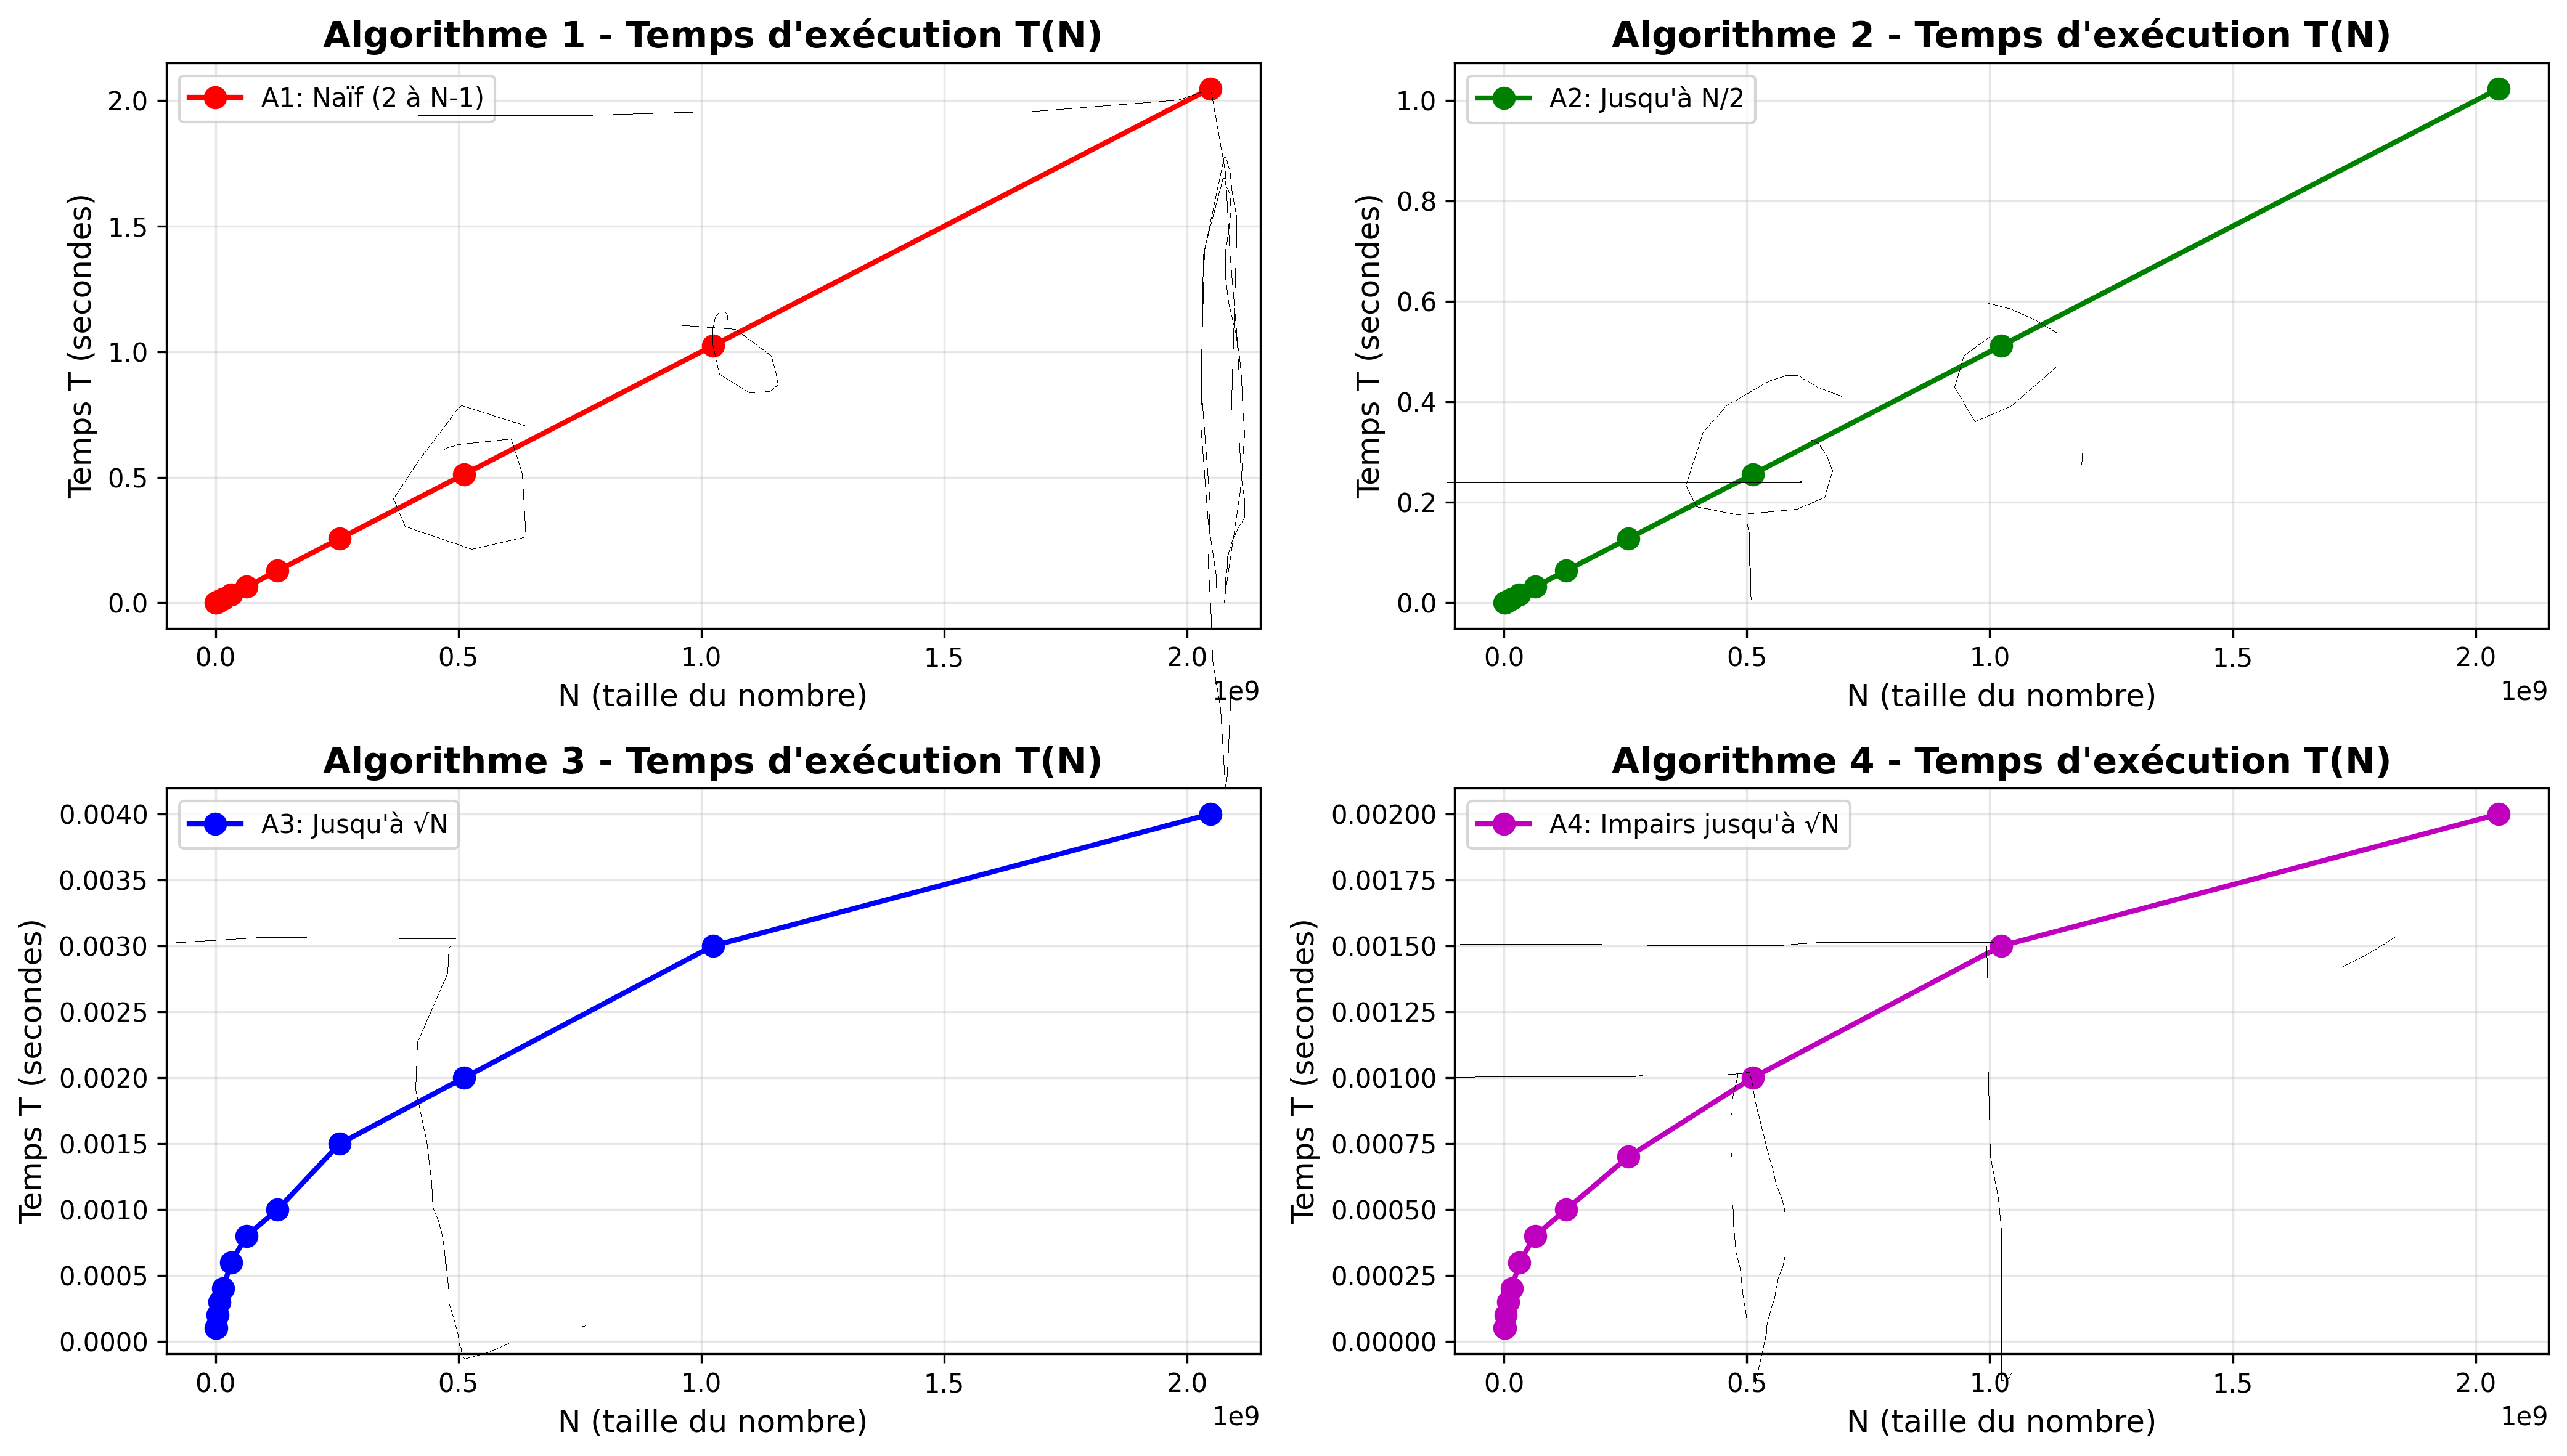 Algorithme 1 - Temps d'exécution T(N)
A1: Naïf (2 à N-1)
Temps T (secondes)
2.0
1.5
1.0
0.5
0.0
0.0 0.5 1.0 1.5 2.0
1e9
N (taille du nombre)
Algorithme 2 - Temps d'exécution T(N)
A2: Jusqu'à N/2
Temps T (secondes)
1.0
0.8
0.6
0.4
0.2
0.0
0.0 0.5 1.0 1.5 2.0
1e9
N (taille du nombre)
Algorithme 3 - Temps d'exécution T(N)
A3: Jusqu'à √N
Temps T (secondes)
0.0040
0.0035
0.0030
0.0025
0.0020
0.0015
0.0010
0.0005
0.0000
0.0 0.5 1.0 1.5 2.0
1e9
N (taille du nombre)
Algorithme 4 - Temps d'exécution T(N)
A4: Impairs jusqu'à √N
Temps T (secondes)
0.00200
0.00175
0.00150
0.00125
0.00100
0.00075
0.00050
0.00025
0.00000
0.0 0.5 1.0 1.5 2.0
1e9
N (taille du nombre)